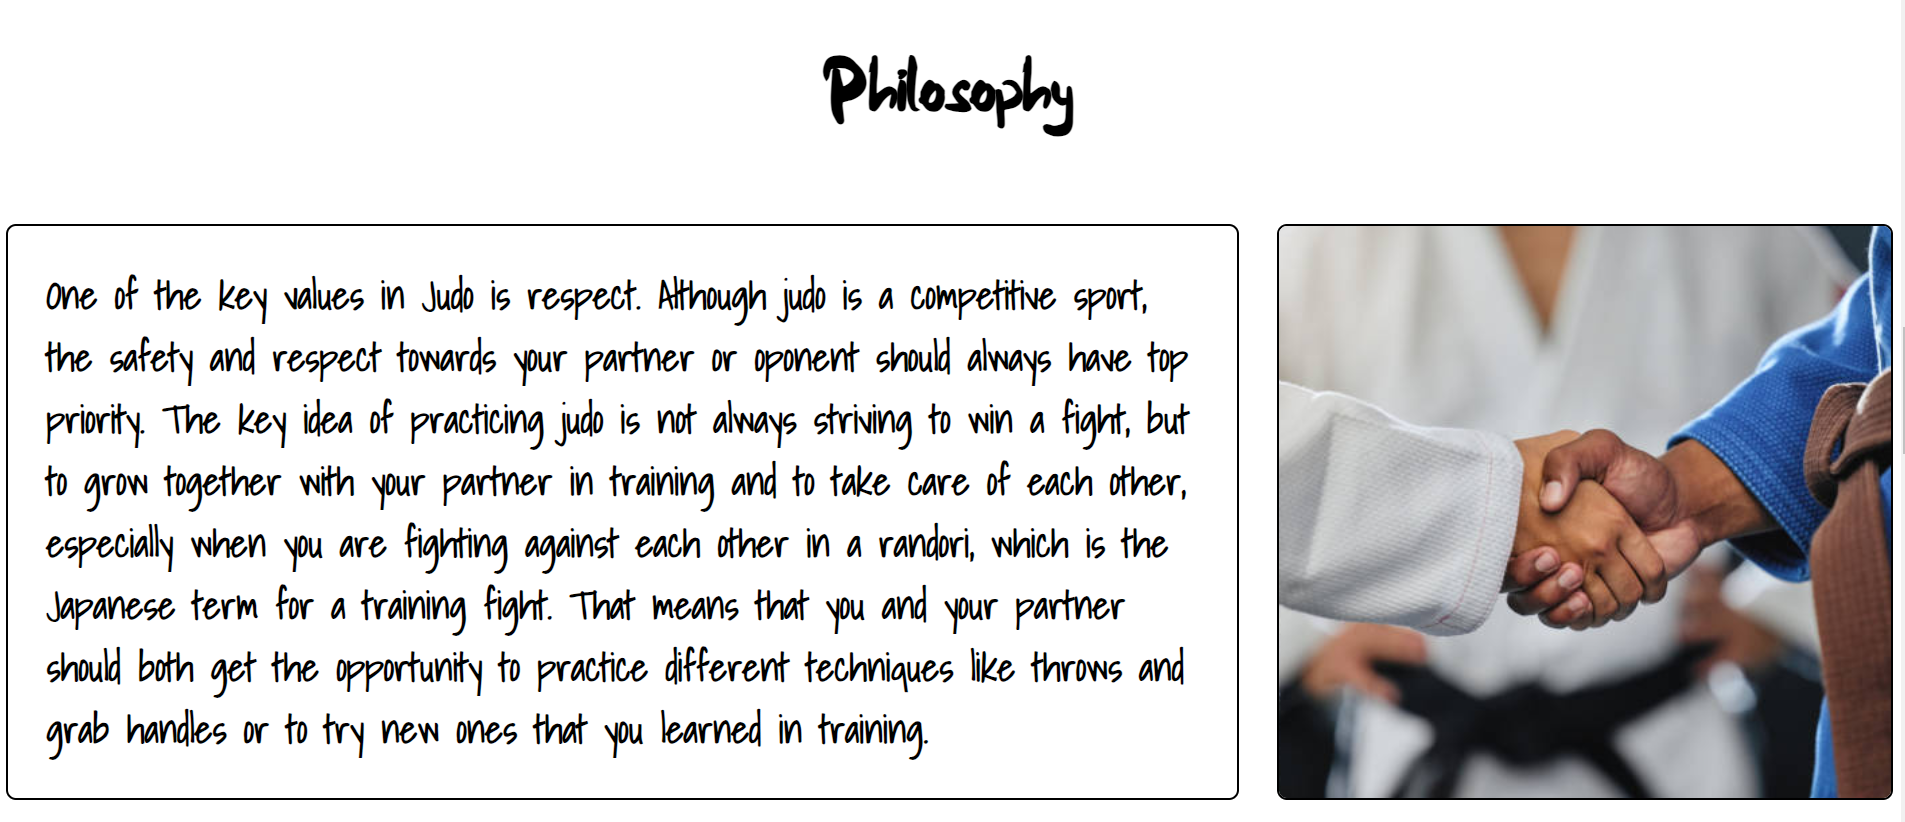 Philosophy
One of the key values in Judo is respect. Although judo is a competitive sport,
the safety and respect towards your partner or oponent should always have top
priority. The key idea of practicing judo is not always striving to win a fight, but
to grow together with your partner in training and to take care of each other,
especially when you are fighting against each other in a randori, which is the
Japanese term for a training fight. That means that you and your partner
should both get the opportunity to practice different techniques like throws and
grab handles or to try new ones that you learned in training.